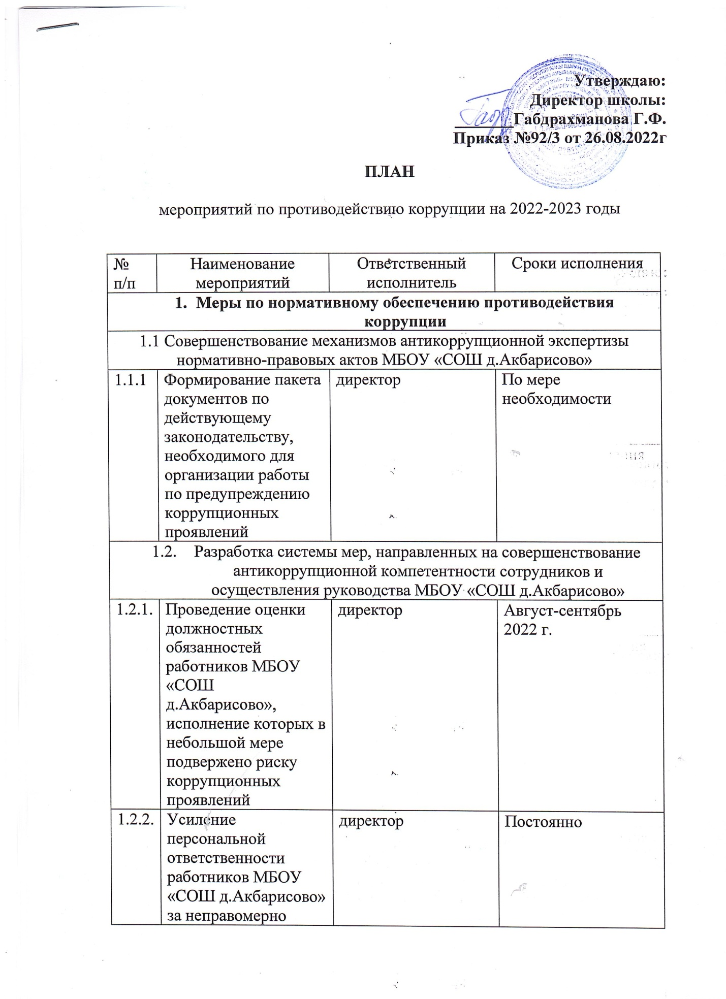 Утверждаю:
Директор школы:
Габдрахманова Г.Ф.
Приказ №92/3 от 26.08.2022г
ПЛАН
мероприятий по противодействию коррупции на 2022-2023 годы
№
п/п
Наименование
мероприятий
Ответственный
исполнитель
Сроки исполнения
1. Меры по нормативному обеспечению противодействия
коррупции
1.1 Совершенствование механизмов антикоррупционной экспертизы
нормативно-правовых актов МБОУ «СОШ д.Акбарисово»
1.1.1
Формирование пакета
документов по
действующему
законодательству,
необходимого для
организации работы
по предупреждению
коррупционных
проявлений
директор
По мере
необходимости
1.2. Разработка системы мер, направленных на совершенствование
антикоррупционной компетентности сотрудников и
осуществления руководства МБОУ «СОШ д.Акбарисово»
1.2.1.
Проведение оценки
должностных
обязанностей
работников МБОУ
«СОШ
д.Акбарисово»,
исполнение которых в
небольшой мере
подвержено риску
коррупционных
проявлений
директор
Август-сентябрь
2022 г.
1.2.2.
Усиление
персональной
ответственности
работников МБОУ
«СОШ д.Акбарисово»
за неправомерно
директор
Постоянно